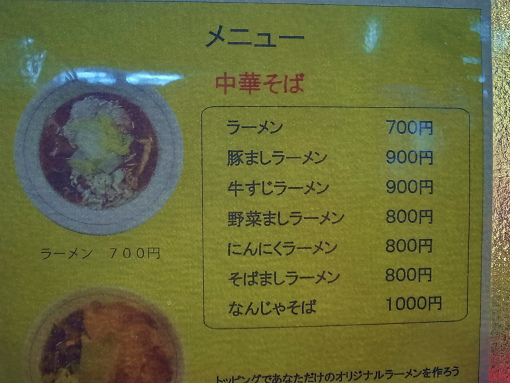 メニュー
中華そば
ラーメン 700円
豚ましラーメン 900円
牛すじラーメン 900円
野菜ましラーメン 800円
にんにくラーメン 800円
そばましラーメン 800円
なんじゃそば 1000円
ラーメン 700円
トッピングであなただけのオリジナルラーメンを作ろう